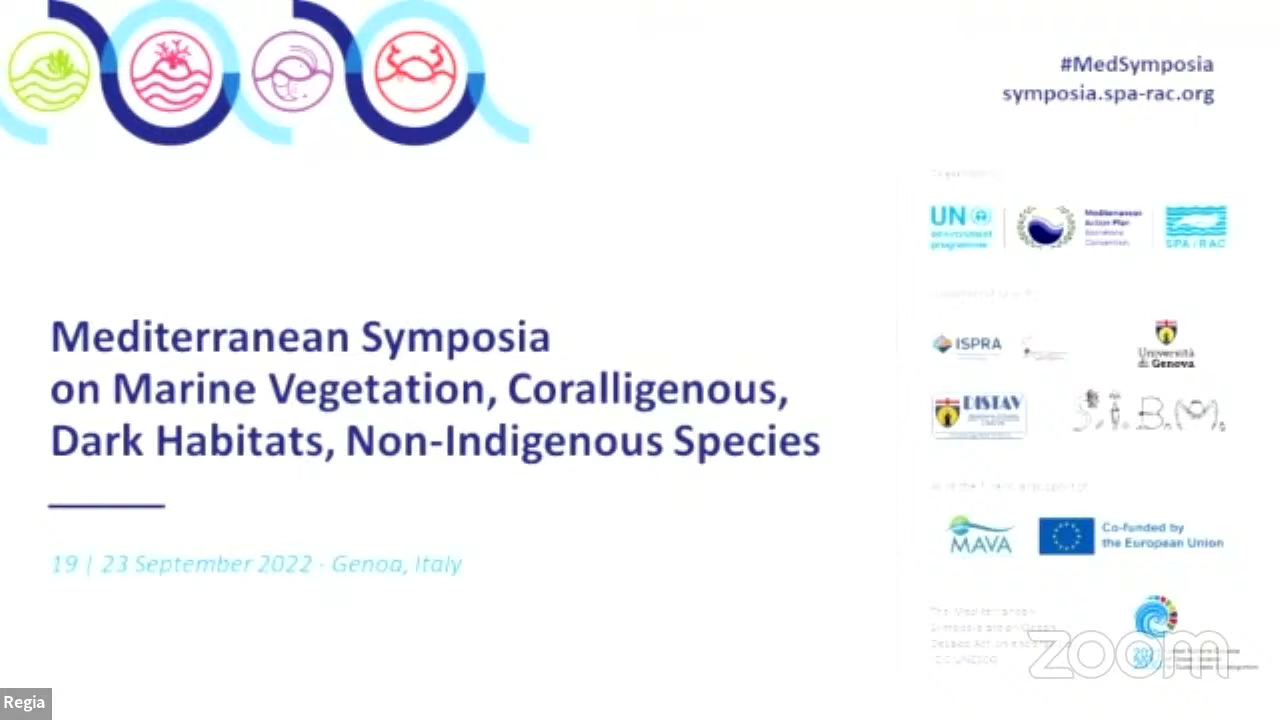 #MedSymposia
symposia.spa-rac.org
UN
environment
programme
Mediterranean
Action Plan
Barcelona
Convention
SPA/RAC
ISPRA
Università
di Genova
DISTAV
S.I.B.M.
Mediterranean Symposia
on Marine Vegetation, Coralligenous,
Dark Habitats, Non-Indigenous Species
19 | 23 September 2022 - Genoa, Italy
MAVA
Co-funded by
the European Union
The Mediterranean
zoom
Regia